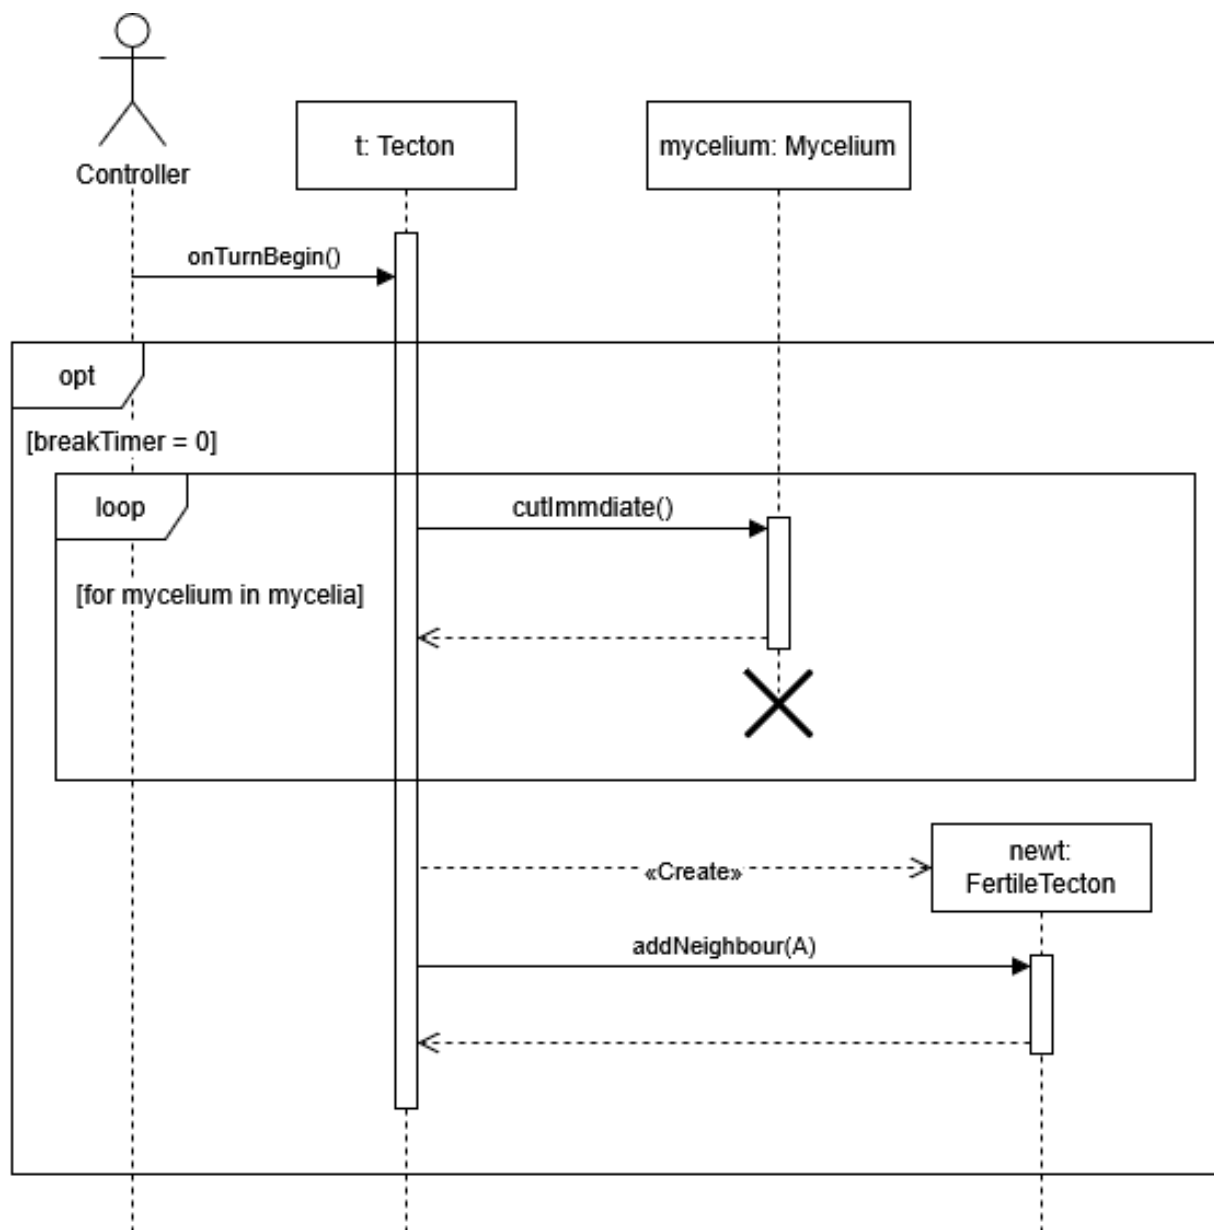 Controller
t: Tecton
mycelium: Mycelium
onTurnBegin()
opt
[breakTimer = 0]
loop
cutImmdiate()
[for mycelium in mycelia]
newt:
FertileTecton
«Create»
addNeighbour(A)